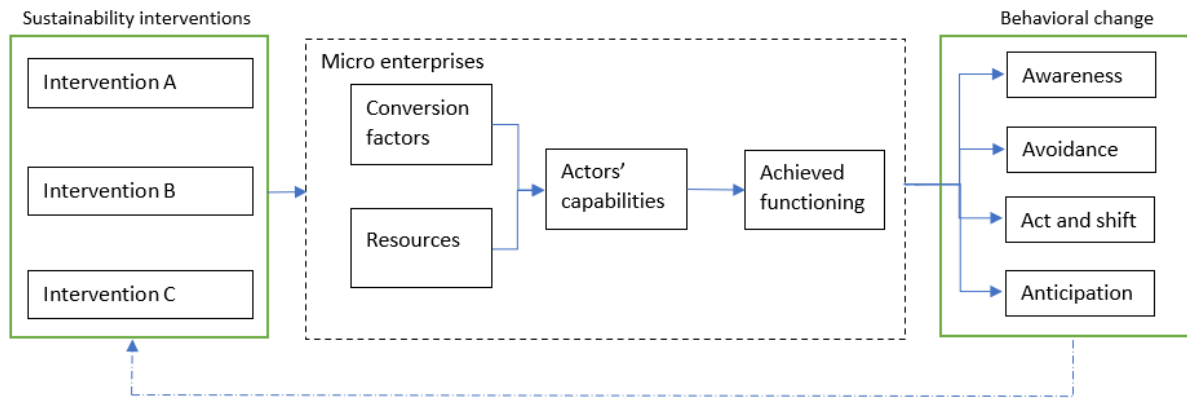 Sustainability interventions
Intervention A
Intervention B
Intervention C
Micro enterprises
Conversion
factors
Resources
Actors’
capabilities
Achieved
functioning
Behavioral change
Awareness
Avoidance
Act and shift
Anticipation